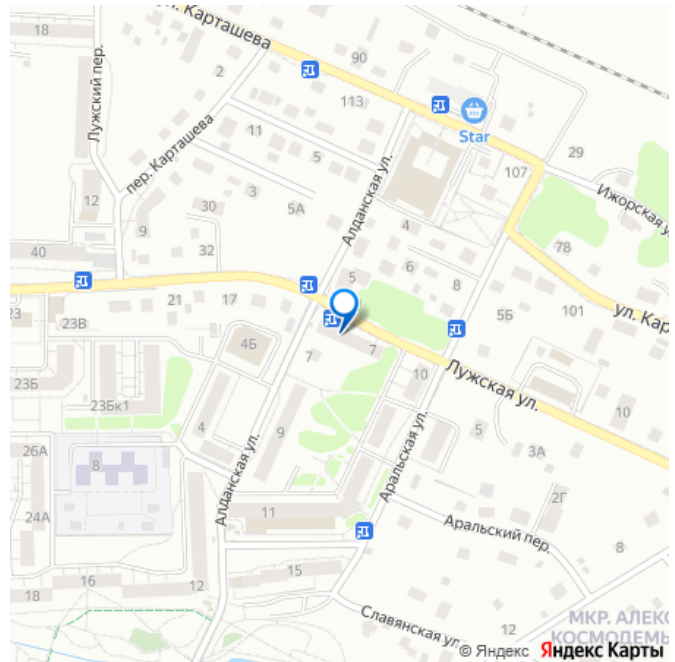 18
ул. Карташева
90
Лужский пер.
2
113
Star
пер. Карташева
11
5
29
107
Ижорская у
12
3
5А
Алданская ул.
30
4
9
32
78
40
5
6
8
21
17
101
ул. Кар
23
23В
5Б
4Б
7
7
10
Лужская ул.
23Б
23Бк1
10
4
9
5
26А
3А
8
Алданская ул.
Аральская ул.
24А
11
2Г
Аральский пер.
8
15
16
12
18
Славянская ул.
12
МКР. АЛЕКС
КОСМОДЕМЬ
© Яндекс Яндекс Карты